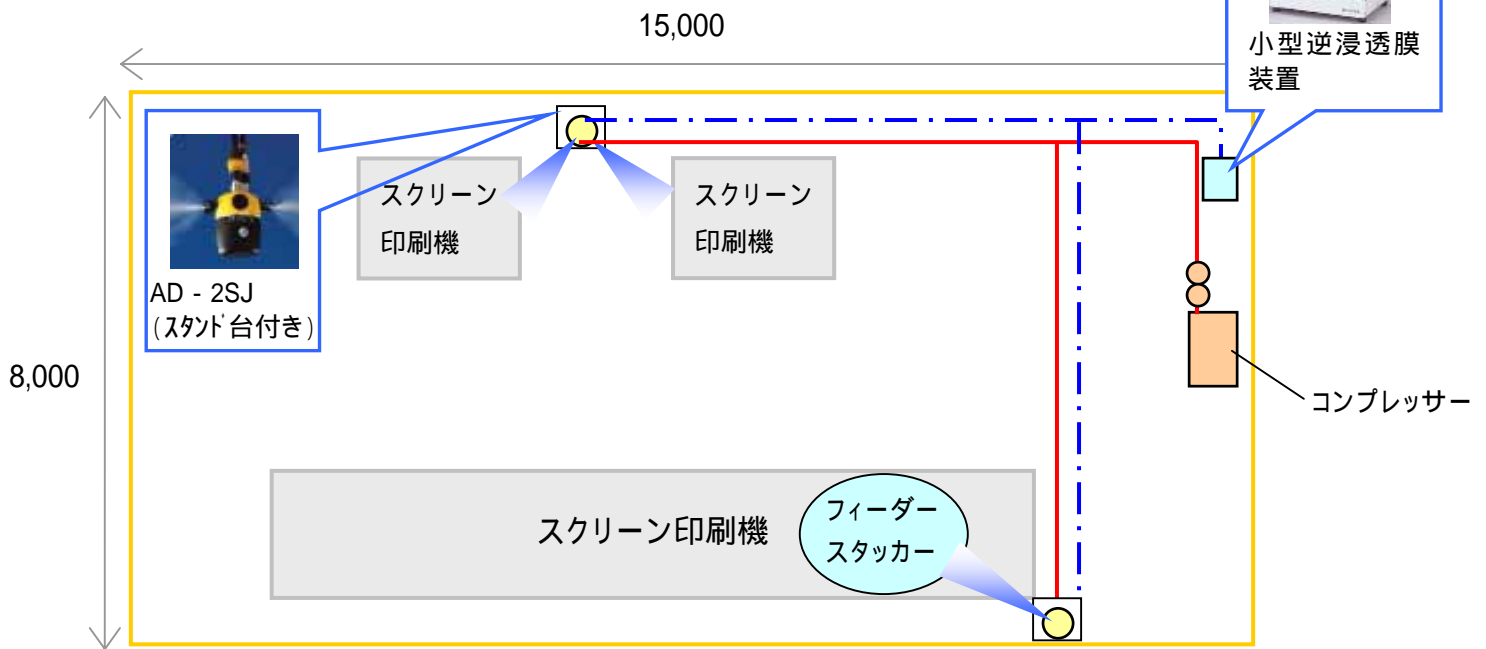 15,000
小型逆浸透膜
装置
スクリーン
印刷機
スクリーン
印刷機
AD - 2SJ
(ｽﾀﾝﾄﾞ台付き)
8,000
コンプレッサー
スクリーン印刷機
フィーダー
スタッカー